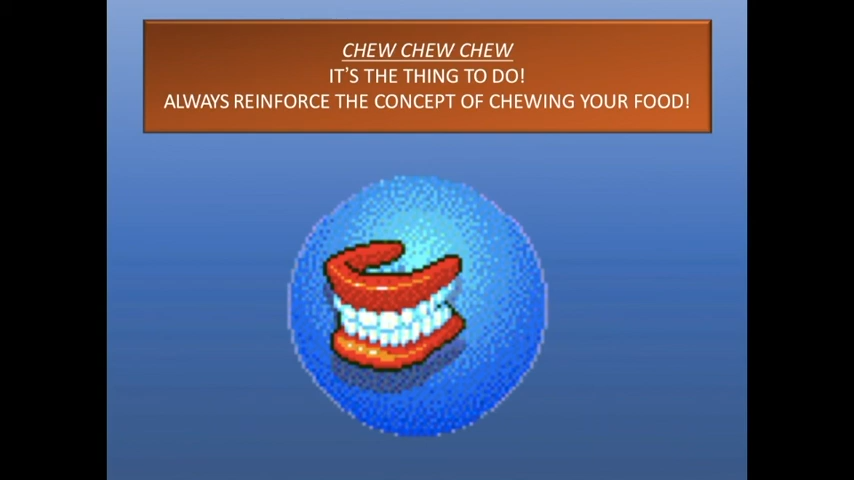 CHEW CHEW CHEW
IT’S THE THING TO DO!
ALWAYS REINFORCE THE CONCEPT OF CHEWING YOUR FOOD!